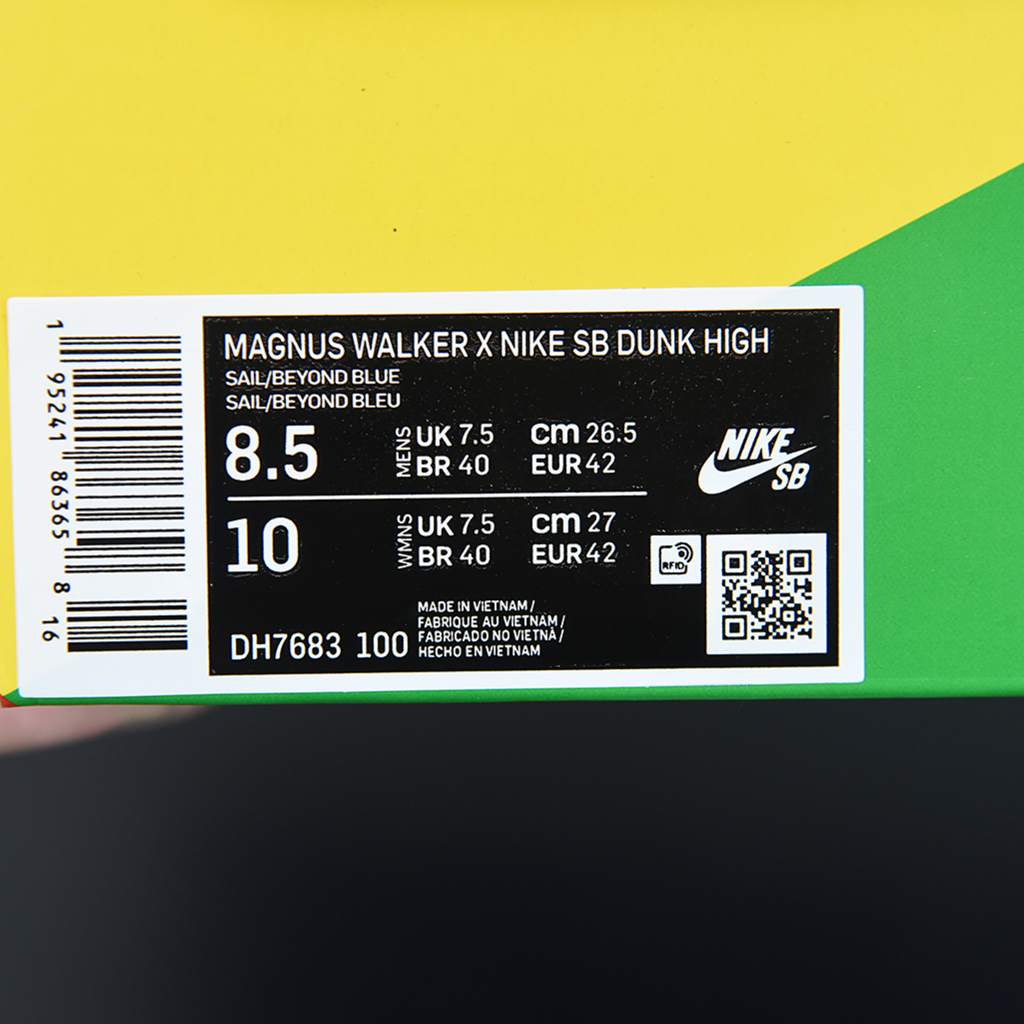 1 95241 86365 8 16
MAGNUS WALKER X NIKE SB DUNK HIGH
SAIL/BEYOND BLUE
SAIL/BEYOND BLEU
8.5 MENS UK 7.5 cm 26.5
BR 40 EUR 42
NIKE
SB
10 WMNS UK 7.5 cm 27
BR 40 EUR 42
RFID
DH7683 100
MADE IN VIETNAM /
FABRIQUE AU VIETNAM /
FABRICADO NO VIETNÃ /
HECHO EN VIETNAM